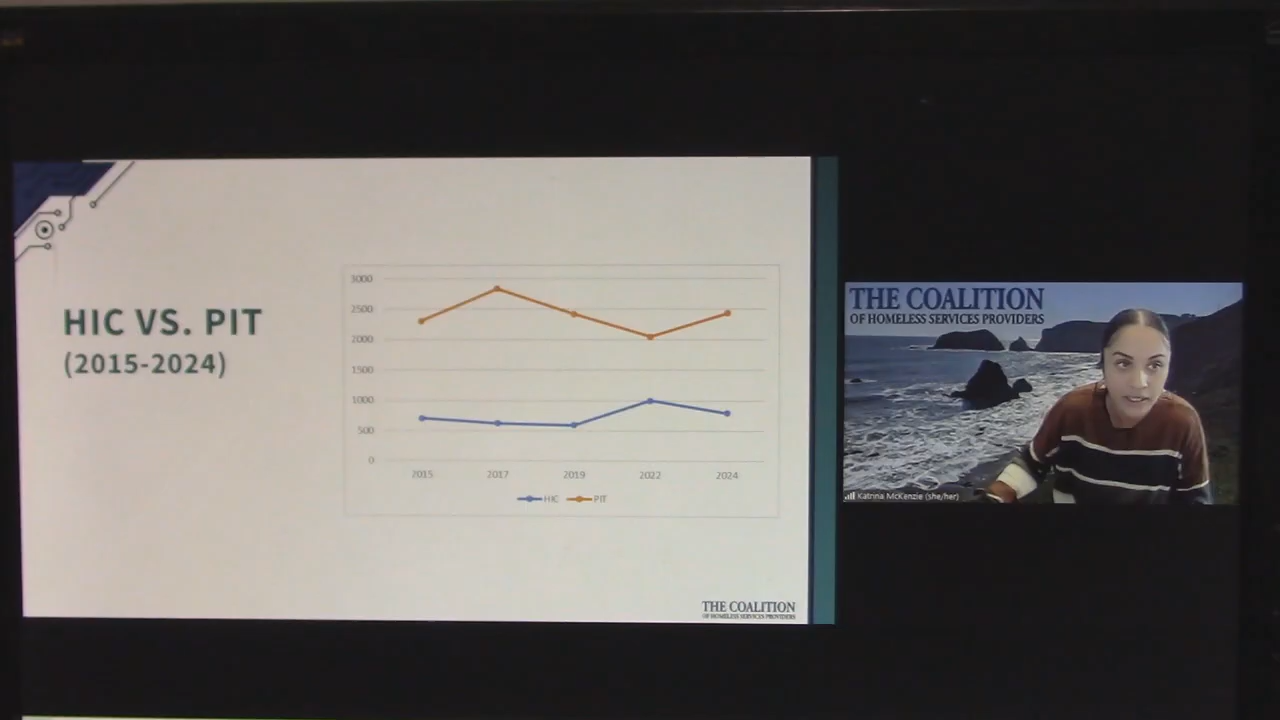 HIC VS. PIT
(2015-2024)
3000
2500
2000
1500
1000
500
0
2015 2017 2019 2022 2024
HIC PIT
THE COALITION
OF HOMELESS SERVICES PROVIDERS
THE COALITION
OF HOMELESS SERVICES PROVIDERS
Katrina McKenzie (she/her)